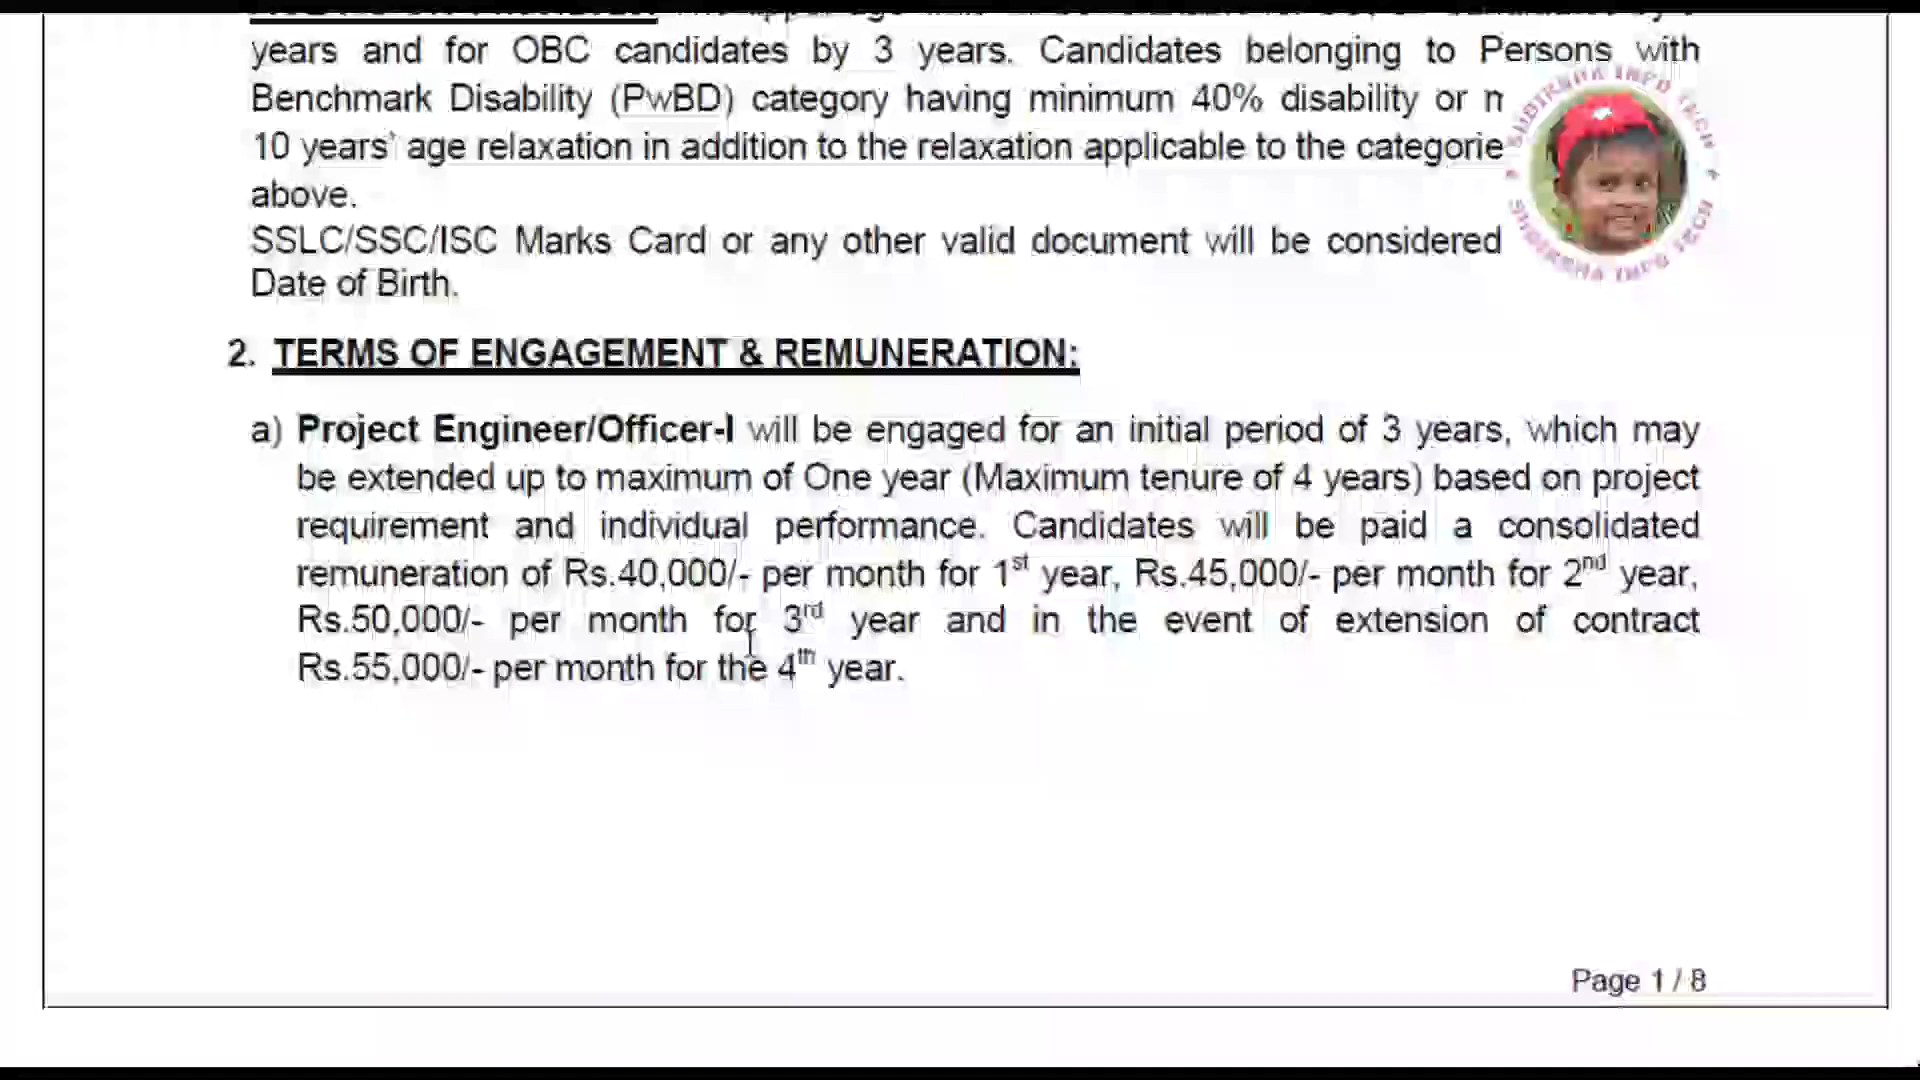 years and for OBC candidates by 3 years. Candidates belonging to Persons with
Benchmark Disability (PwBD) category having minimum 40% disability or
10 years' age relaxation in addition to the relaxation applicable to the categorie
above.
SSLC/SSC/ISC Marks Card or any other valid document will be considered
Date of Birth.
2. TERMS OF ENGAGEMENT & REMUNERATION:
a) Project Engineer/Officer-I will be engaged for an initial period of 3 years, which may
be extended up to maximum of One year (Maximum tenure of 4 years) based on project
requirement and individual performance. Candidates will be paid a consolidated
remuneration of Rs.40,000/- per month for 1st year, Rs.45,000/- per month for 2nd year,
Rs.50,000/- per month for 3rd year and in the event of extension of contract
Rs.55,000/- per month for the 4th year.
Page 1 / 8